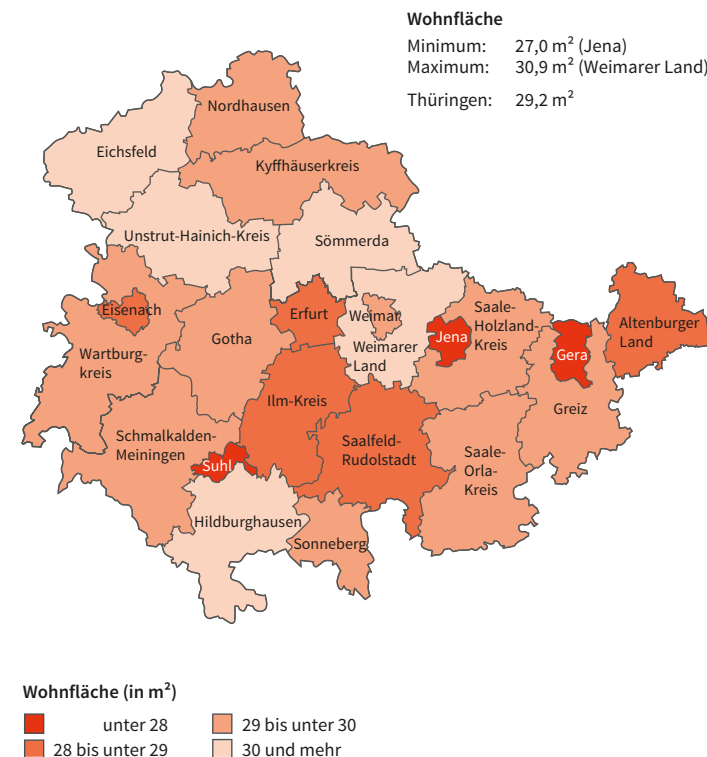 Wohnfläche
Minimum: 27,0 m² (Jena)
Maximum: 30,9 m² (Weimarer Land)
Thüringen: 29,2 m²
Nordhausen
Eichsfeld
Kyffhäuserkreis
Unstrut-Hainich-Kreis
Sömmerda
Eisenach
Erfurt
Weimar
Saale-
Holzland-
Kreis
Altenburger
Land
Gotha
Jena
Gera
Wartburg-
kreis
Weimarer
Land
Ilm-Kreis
Greiz
Schmalkalden-
Meiningen
Saalfeld-
Rudolstadt
Saale-
Orla-
Kreis
Suhl
Hildburghausen
Sonneberg
Wohnfläche (in m²)
unter 28
28 bis unter 29
29 bis unter 30
30 und mehr